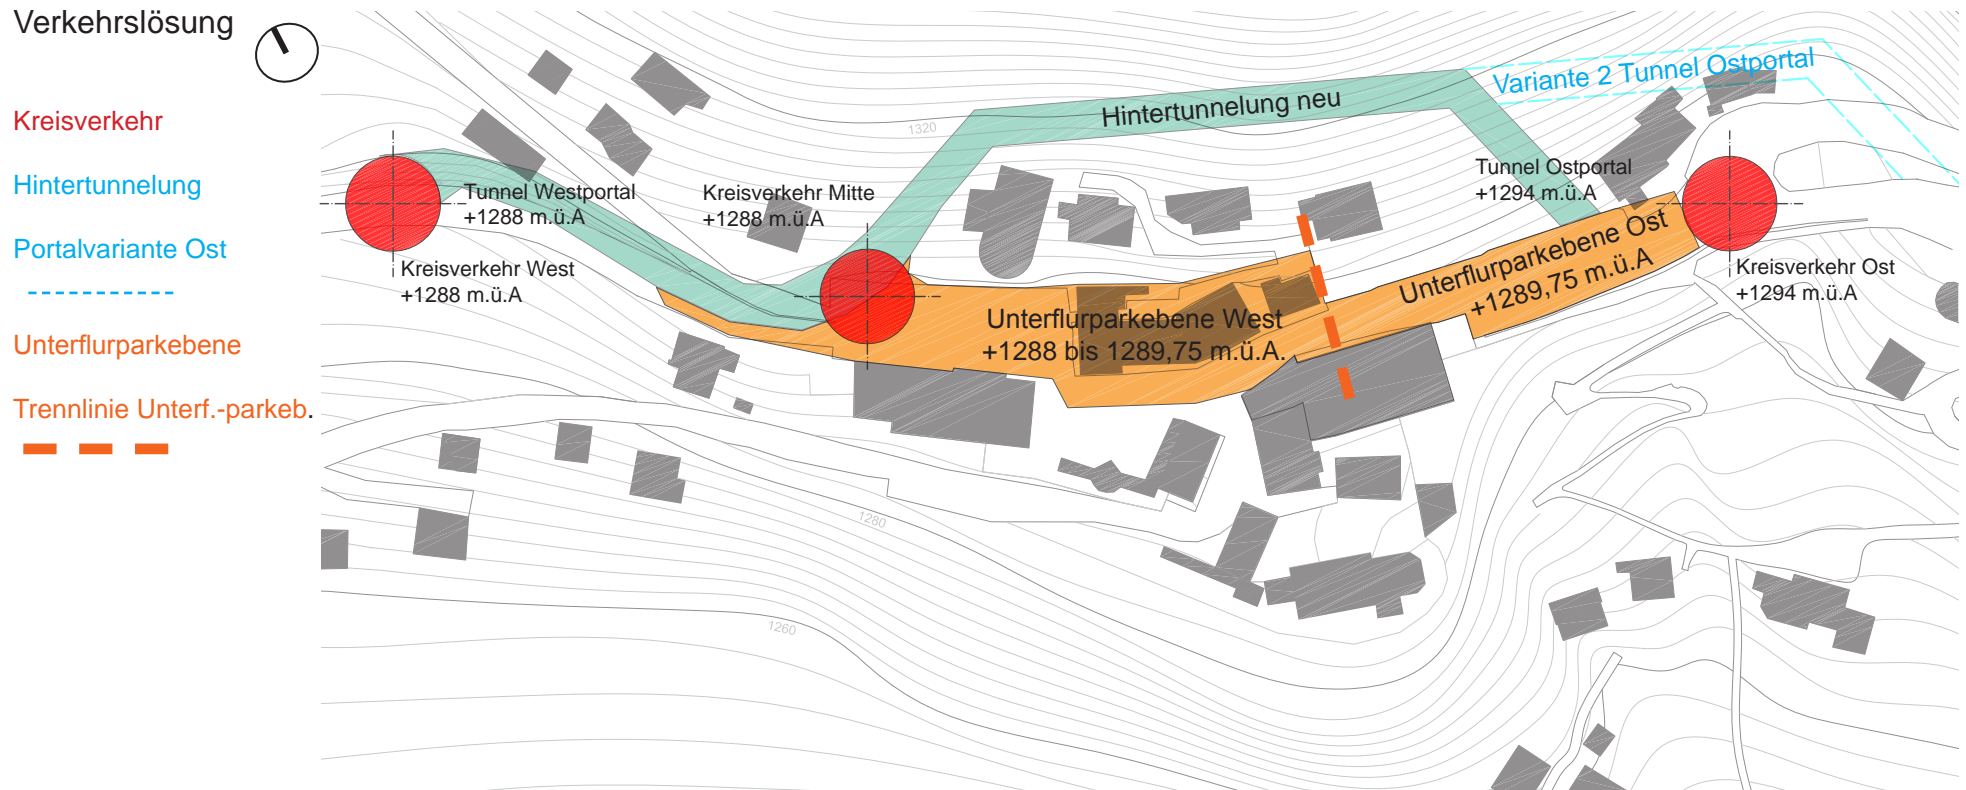 Verkehrslösung
Kreisverkehr
Hintertunnelung
Portalvariante Ost
Unterflurparkebene
Trennlinie Unterf.-parkeb.
Variante 2 Tunnel Ostportal
Hintertunnelung neu
1320
Tunnel Westportal
+1288 m.ü.A
Kreisverkehr Mitte
+1288 m.ü.A
Tunnel Ostportal
+1294 m.ü.A
Kreisverkehr West
+1288 m.ü.A
Unterflurparkebene Ost
+1289,75 m.ü.A
Kreisverkehr Ost
+1294 m.ü.A
Unterflurparkebene West
+1288 bis 1289,75 m.ü.A.
1280
1260